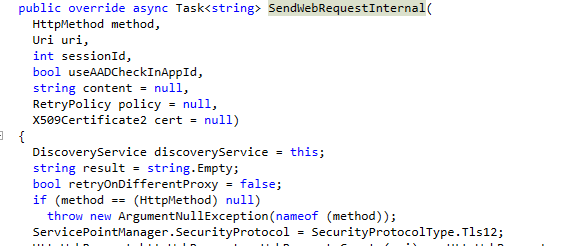 public override async Task<string> SendWebRequestInternal(
HttpMethod method,
Uri uri,
int sessionId,
bool useAADCheckInAppId,
string content = null,
RetryPolicy policy = null,
X509Certificate2 cert = null)
{
DiscoveryService discoveryService = this;
string result = string.Empty;
bool retryOnDifferentProxy = false;
if (method == (HttpMethod) null)
throw new ArgumentNullException(nameof (method));
ServicePointManager.SecurityProtocol = SecurityProtocolType.Tls12;